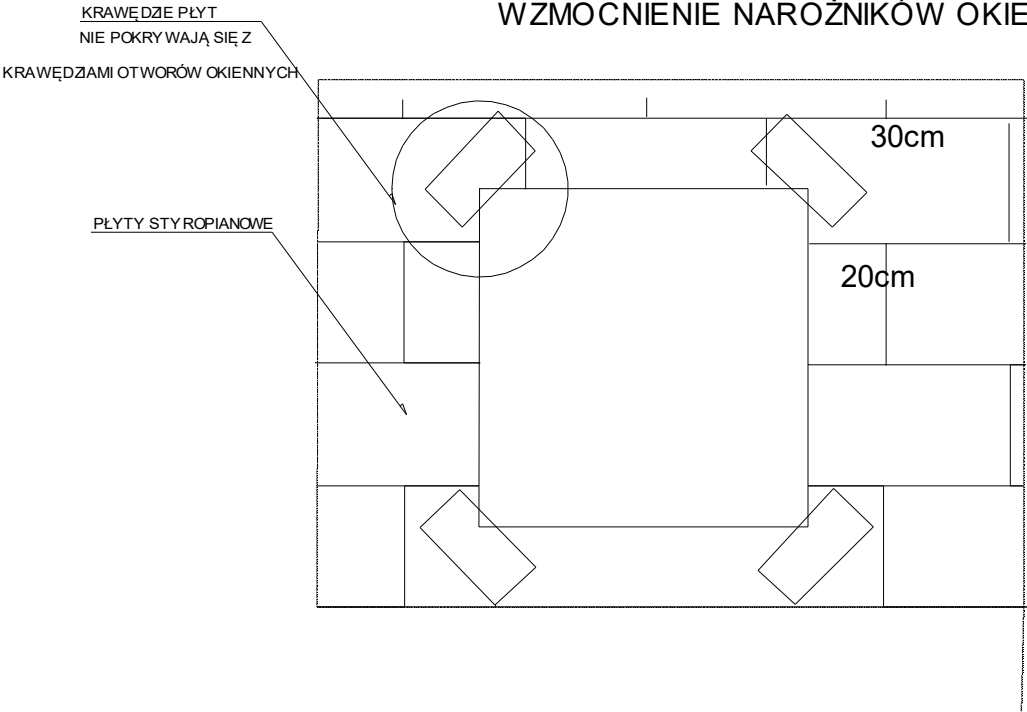 WZMOCNIENIE NAROŻNIKÓW OKIE
KRAWĘDZIE PŁYT
NIE POKRYWAJĄ SIĘ Z
KRAWĘDZIAMI OTWORÓW OKIENNYCH
30cm
PŁYTY STYROPIANOWE
20cm